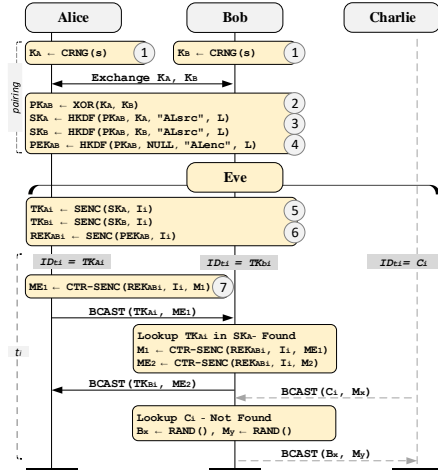 Alice Bob Charlie
KA ← CRNG(s) 1 KB ← CRNG(s) 1
Exchange KA, KB
pairing
PKAB ← XOR(KA, KB) 2
SKA ← HKDF(PKAB, KA, "ALsrc", L) 3
SKB ← HKDF(PKAB, KB, "ALsrc", L)
PEKAB ← HKDF(PKAB, NULL, "ALenc", L) 4
Eve
TKAi ← SENC(SKA, Ii) 5
TKBi ← SENC(SKB, Ii)
REKABi ← SENC(PEKAB, Ii) 6
IDti = TKAi IDti = TKbi IDti= Ci
ME1 ← CTR-SENC(REKABi, Ii, M1) 7
BCAST(TKAi, ME1)
Lookup TKAi in SKA- Found
M1 ← CTR-SENC(REKABi, Ii, ME1)
ME2 ← CTR-SENC(REKABi, Ii, M2)
ti
BCAST(TKBi, ME2) BCAST(Ci, Mx)
Lookup Ci - Not Found
Bx ← RAND(), My ← RAND()
BCAST(Bx, My)